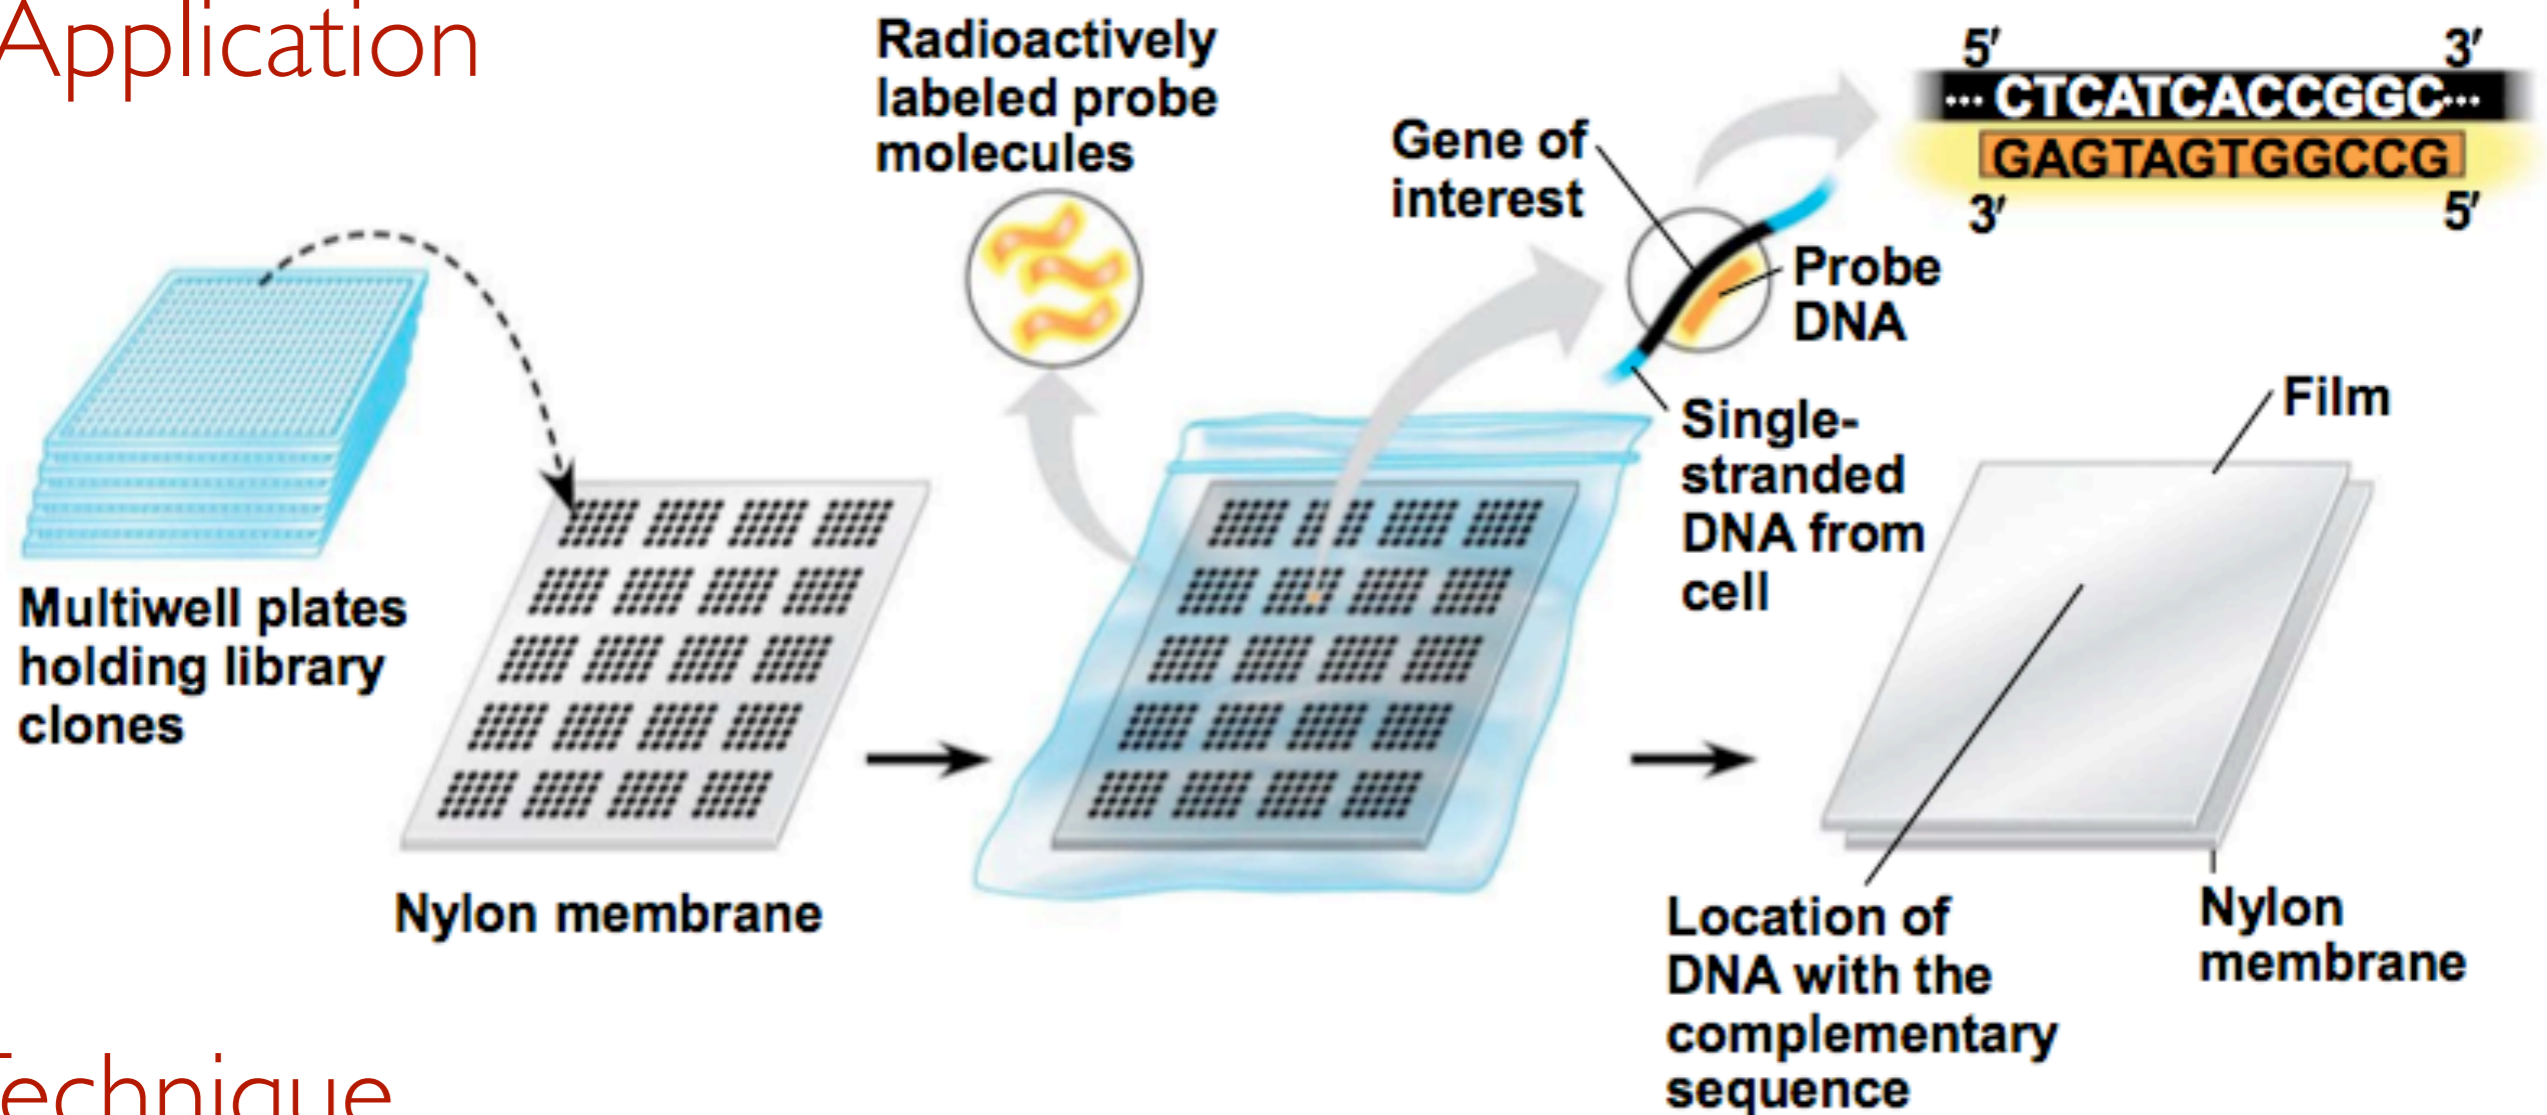 Application
Radioactively
labeled probe
molecules
Gene of
interest
5′ 3′
... CTCATCACCGGC...
GAGTAGTGGCCG
3′ 5′
Probe
DNA
Single-
stranded
DNA from
cell
Film
Multiwell plates
holding library
clones
Nylon membrane
Location of
DNA with the
complementary
sequence
Nylon
membrane
Technique